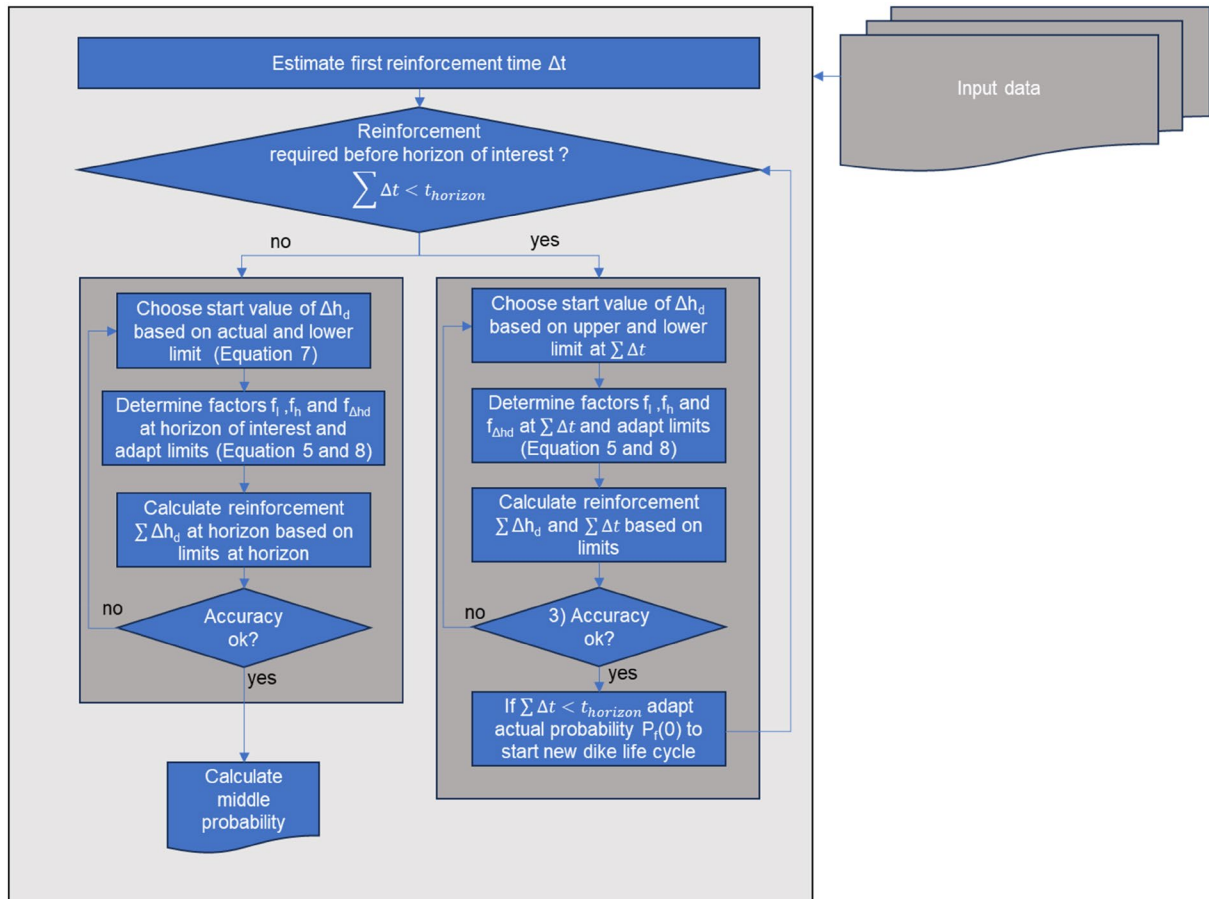 Estimate first reinforcement time Δt
Input data
Reinforcement
required before horizon of interest ?
∑ Δt < t_horizon
no
yes
Choose start value of Δh_d
based on actual and lower
limit (Equation 7)
Determine factors f_l ,f_h and f_Δhd
at horizon of interest and
adapt limits (Equation 5 and 8)
Calculate reinforcement
∑ Δh_d at horizon based on
limits at horizon
no
Accuracy
ok?
yes
Calculate
middle
probability
Choose start value of Δh_d
based on upper and lower
limit at ∑ Δt
Determine factors f_l ,f_h and
f_Δhd at ∑ Δt and adapt limits
(Equation 5 and 8)
Calculate reinforcement
∑ Δh_d and ∑ Δt based on
limits
no
3) Accuracy
ok?
yes
If ∑ Δt < t_horizon adapt
actual probability P_f(0) to
start new dike life cycle